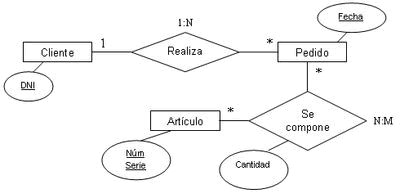 Fecha
1:N
Cliente
1
Realiza
*
Pedido
*
DNI
Artículo
*
Se
compone
N:M
Núm
Serie
Cantidad